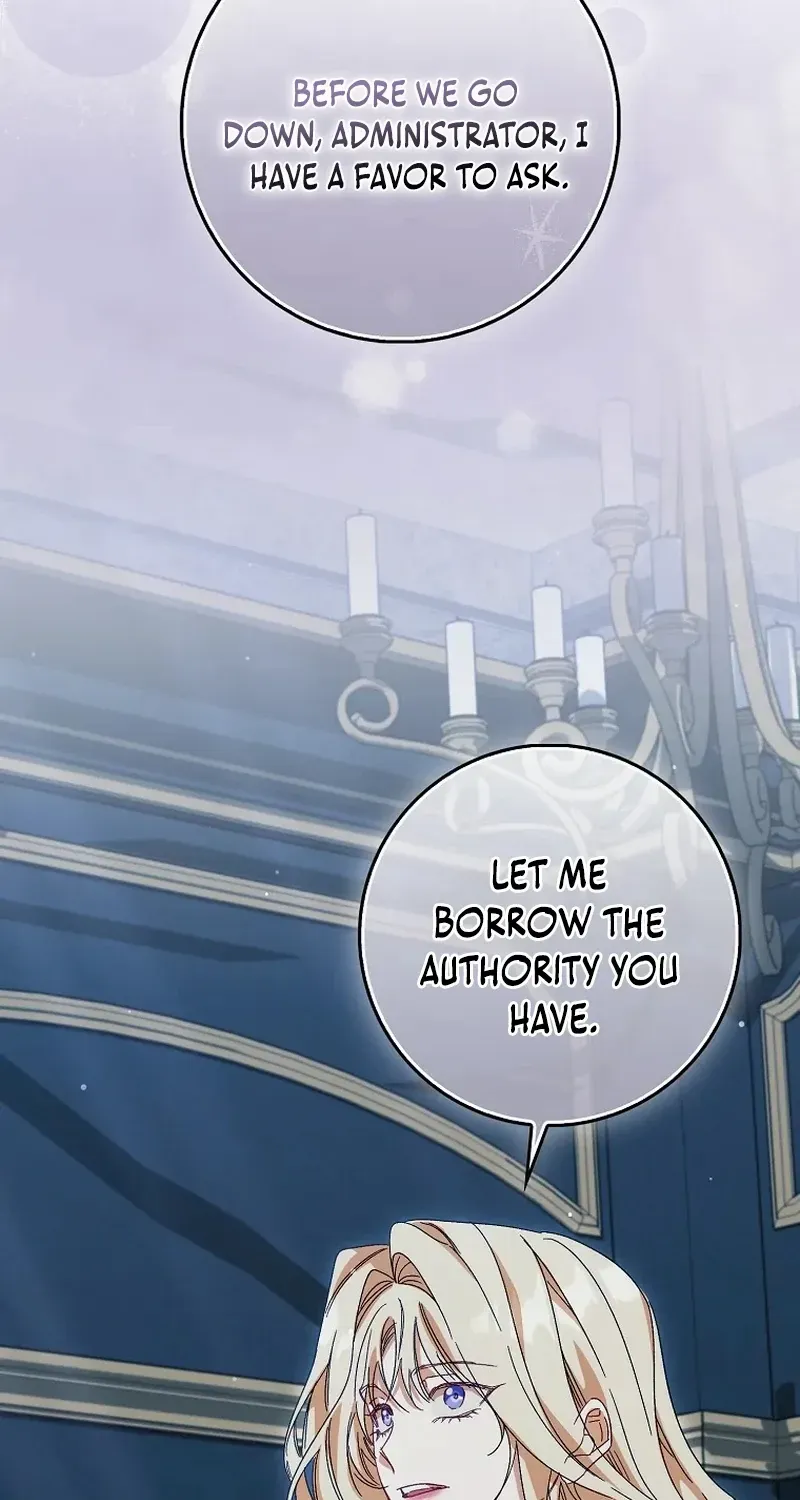 BEFORE WE GO
DOWN, ADMINISTRATOR, I
HAVE A FAVOR TO ASK.
LET ME
BORROW THE
AUTHORITY YOU
HAVE.